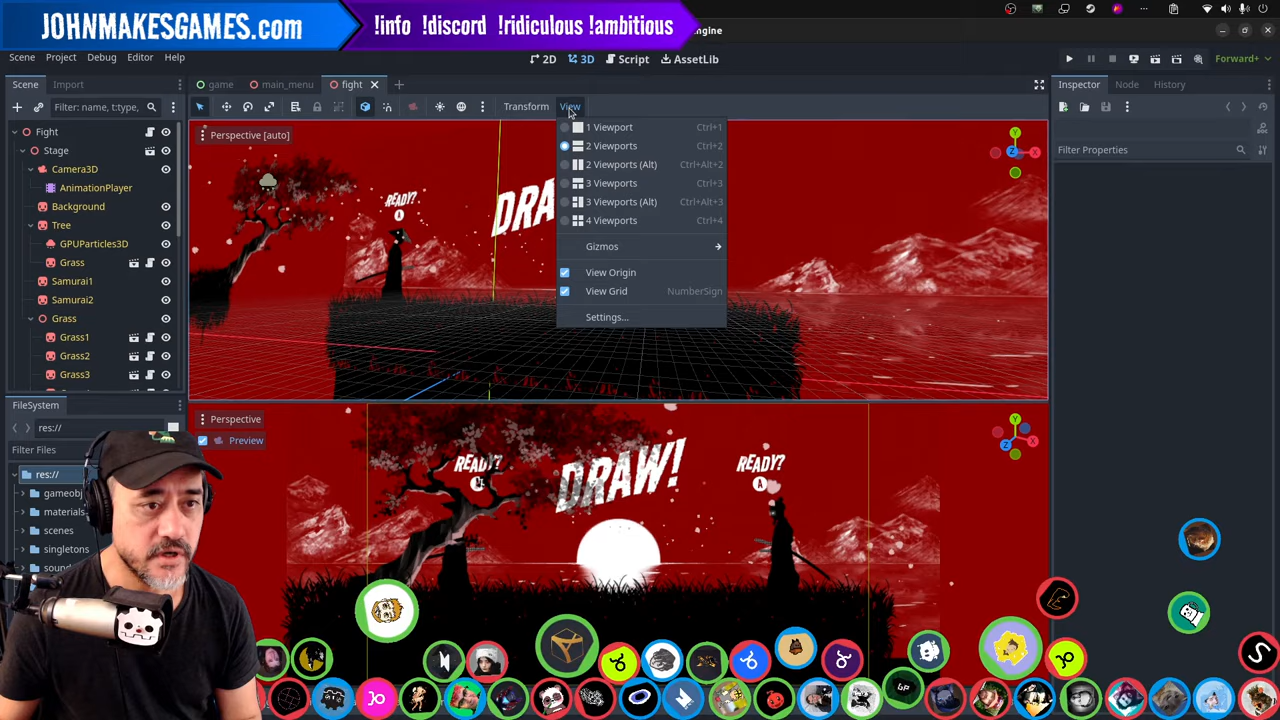 JOHNMAKESGAMES.com
!info !discord !ridiculous !ambitious
ngine
Scene Project Debug Editor Help
2D 3D Script AssetLib
Forward+
Scene Import
game main_menu fight
Inspector Node History
Filter: name, t:type,
Transform View
Perspective [auto]
1 Viewport Ctrl+1
2 Viewports Ctrl+2
2 Viewports (Alt) Ctrl+Alt+2
3 Viewports Ctrl+3
3 Viewports (Alt) Ctrl+Alt+3
4 Viewports Ctrl+4
Gizmos
View Origin
View Grid NumberSign
Settings...
Filter Properties
Fight
Stage
Camera3D
AnimationPlayer
Background
Tree
GPUParticles3D
Grass
Samurai1
Samurai2
Grass
Grass1
Grass2
Grass3
READY?
A
DRA
Y
X
Z
FileSystem
res://
Filter Files
res://
gameobj
materials
scenes
singletons
soun
Perspective
Preview
READY?
L
DRAW!
READY?
A
Y
X
Z
GP
S